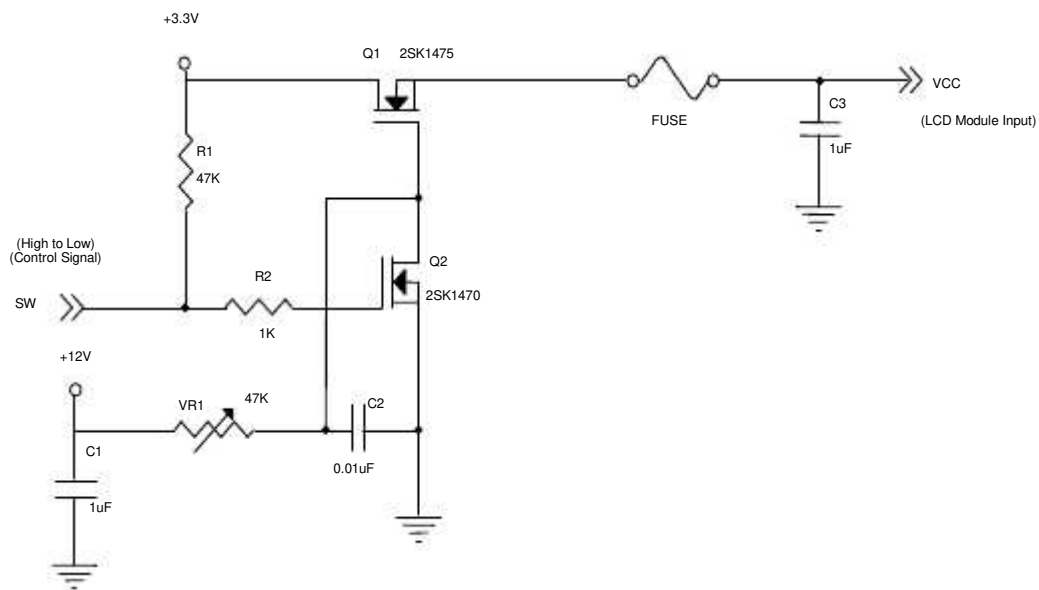 +3.3V
Q1 2SK1475
FUSE
C3
1uF
VCC
(LCD Module Input)
R1
47K
(High to Low)
(Control Signal)
SW
R2
1K
Q2
2SK1470
+12V
VR1
47K
C2
0.01uF
C1
1uF